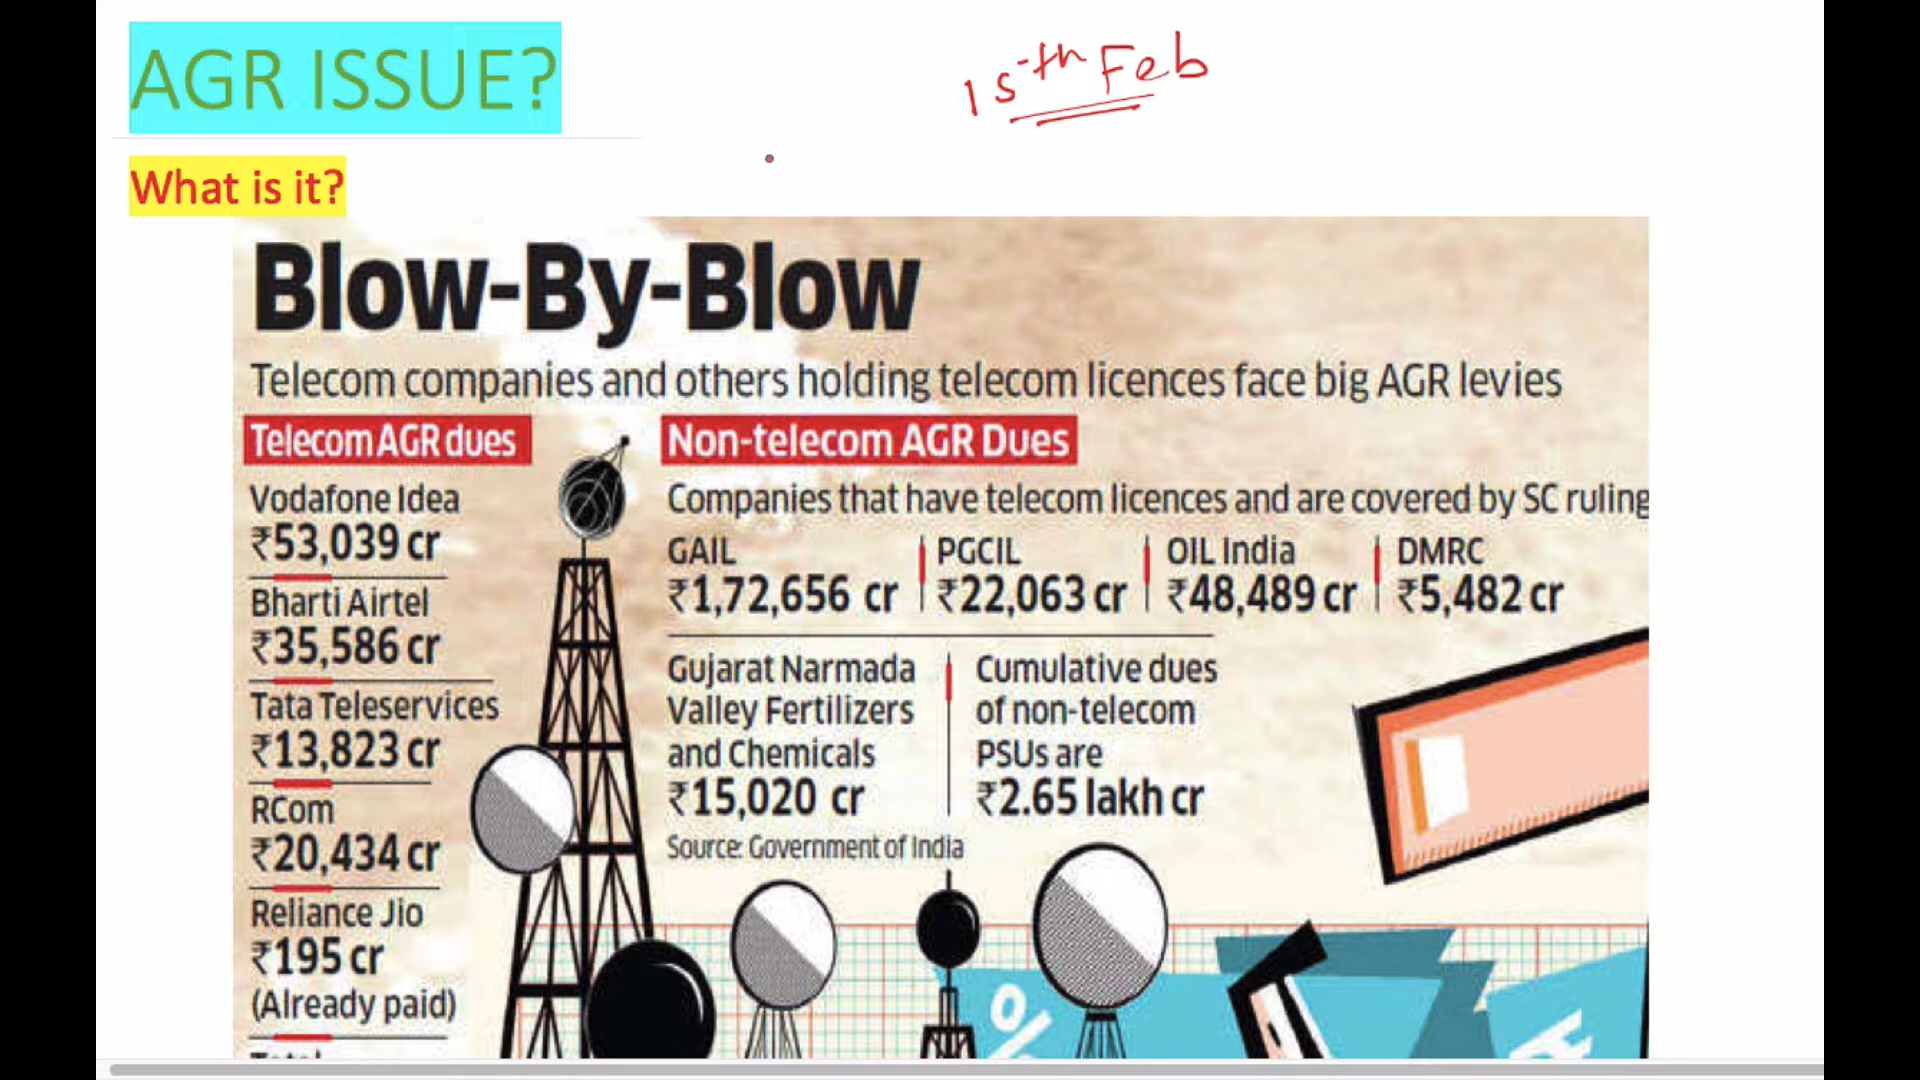 AGR ISSUE?
15-th Feb
What is it?
Blow-By-Blow
Telecom companies and others holding telecom licences face big AGR levies
Telecom AGR dues
Vodafone Idea
₹53,039 cr
Bharti Airtel
₹35,586 cr
Tata Teleservices
₹13,823 cr
RCom
₹20,434 cr
Reliance Jio
₹195 cr
(Already paid)
Non-telecom AGR Dues
Companies that have telecom licences and are covered by SC ruling
GAIL
₹1,72,656 cr
PGCIL
₹22,063 cr
OIL India
₹48,489 cr
DMRC
₹5,482 cr
Gujarat Narmada
Valley Fertilizers
and Chemicals
₹15,020 cr
Cumulative dues
of non-telecom
PSUs are
₹2.65 lakh cr
Source: Government of India
%
₹